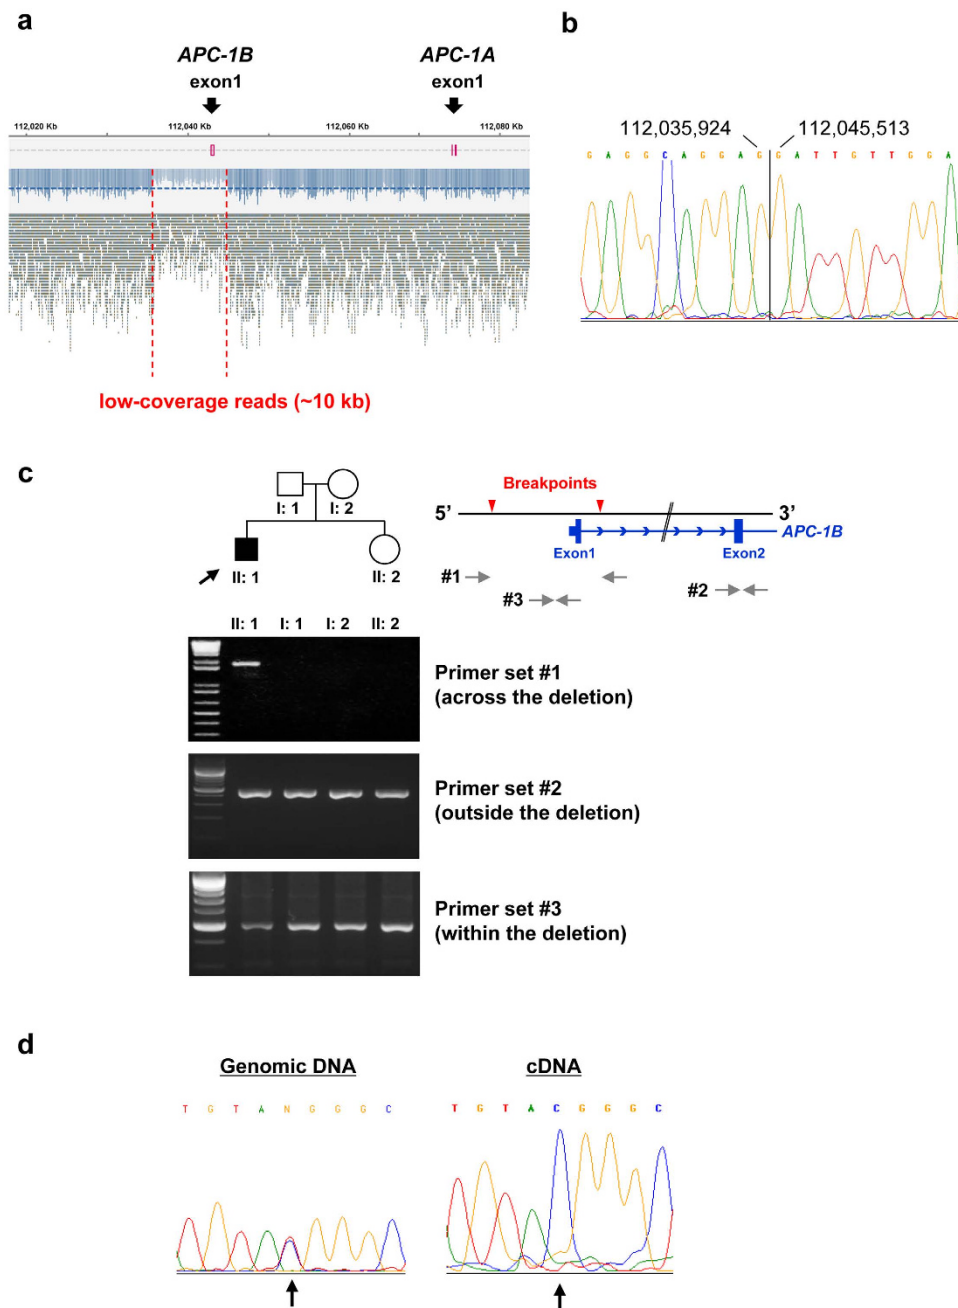 a
APC-1B
exon1
APC-1A
exon1
112,020 Kb
112,040 Kb
112,060 Kb
112,080 Kb
low-coverage reads (~10 kb)
b
112,035,924
112,045,513
G A G G C A G G A G G A T T G T T G G A
c
I: 1
I: 2
II: 1
II: 2
Breakpoints
5’
3’
APC-1B
Exon1
Exon2
#1
#3
#2
II: 1 I: 1 I: 2 II: 2
Primer set #1
(across the deletion)
Primer set #2
(outside the deletion)
Primer set #3
(within the deletion)
d
Genomic DNA
T G T A N G G G C
cDNA
T G T A C G G G C